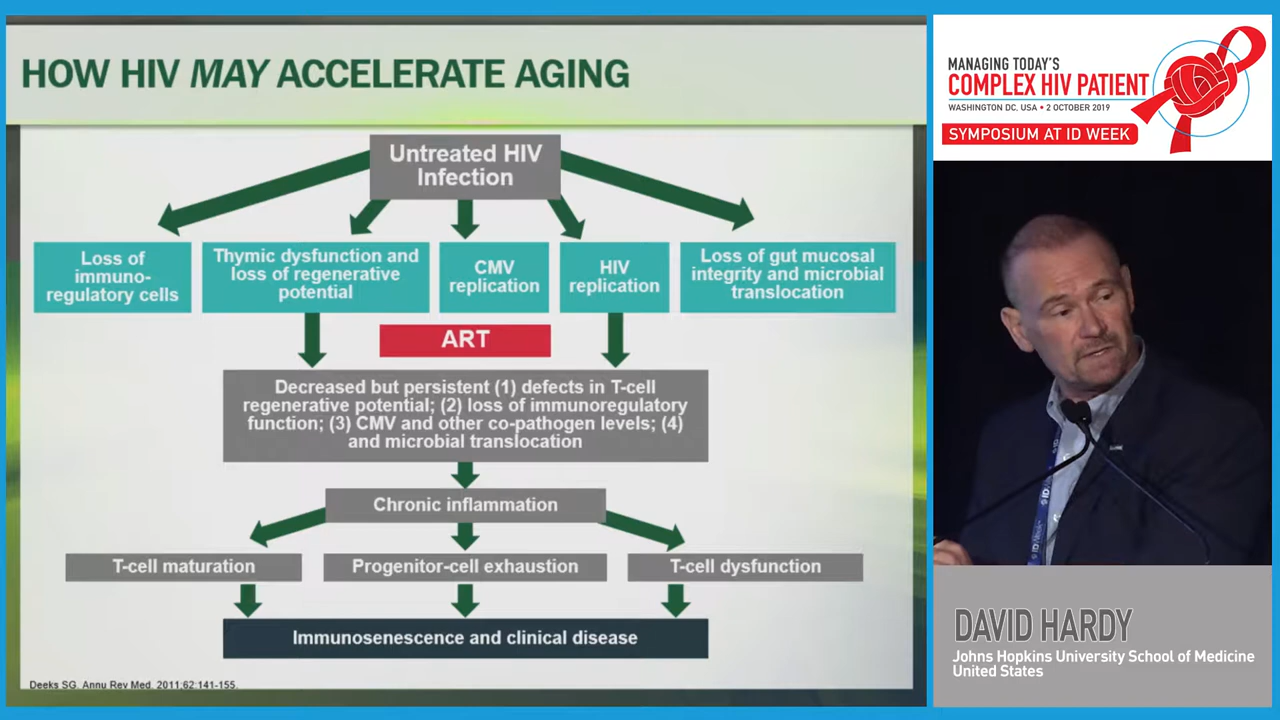 HOW HIV MAY ACCELERATE AGING
Untreated HIV
Infection
Loss of
immuno-
regulatory cells
Thymic dysfunction and
loss of regenerative
potential
CMV
replication
HIV
replication
Loss of gut mucosal
integrity and microbial
translocation
ART
Decreased but persistent (1) defects in T-cell
regenerative potential; (2) loss of immunoregulatory
function; (3) CMV and other co-pathogen levels; (4)
and microbial translocation
Chronic inflammation
T-cell maturation
Progenitor-cell exhaustion
T-cell dysfunction
Immunosenescence and clinical disease
Deeks SG. Annu Rev Med. 2011;62:141-155.
MANAGING TODAY'S
COMPLEX HIV PATIENT
WASHINGTON DC, USA • 2 OCTOBER 2019
SYMPOSIUM AT ID WEEK
DAVID HARDY
Johns Hopkins University School of Medicine
United States